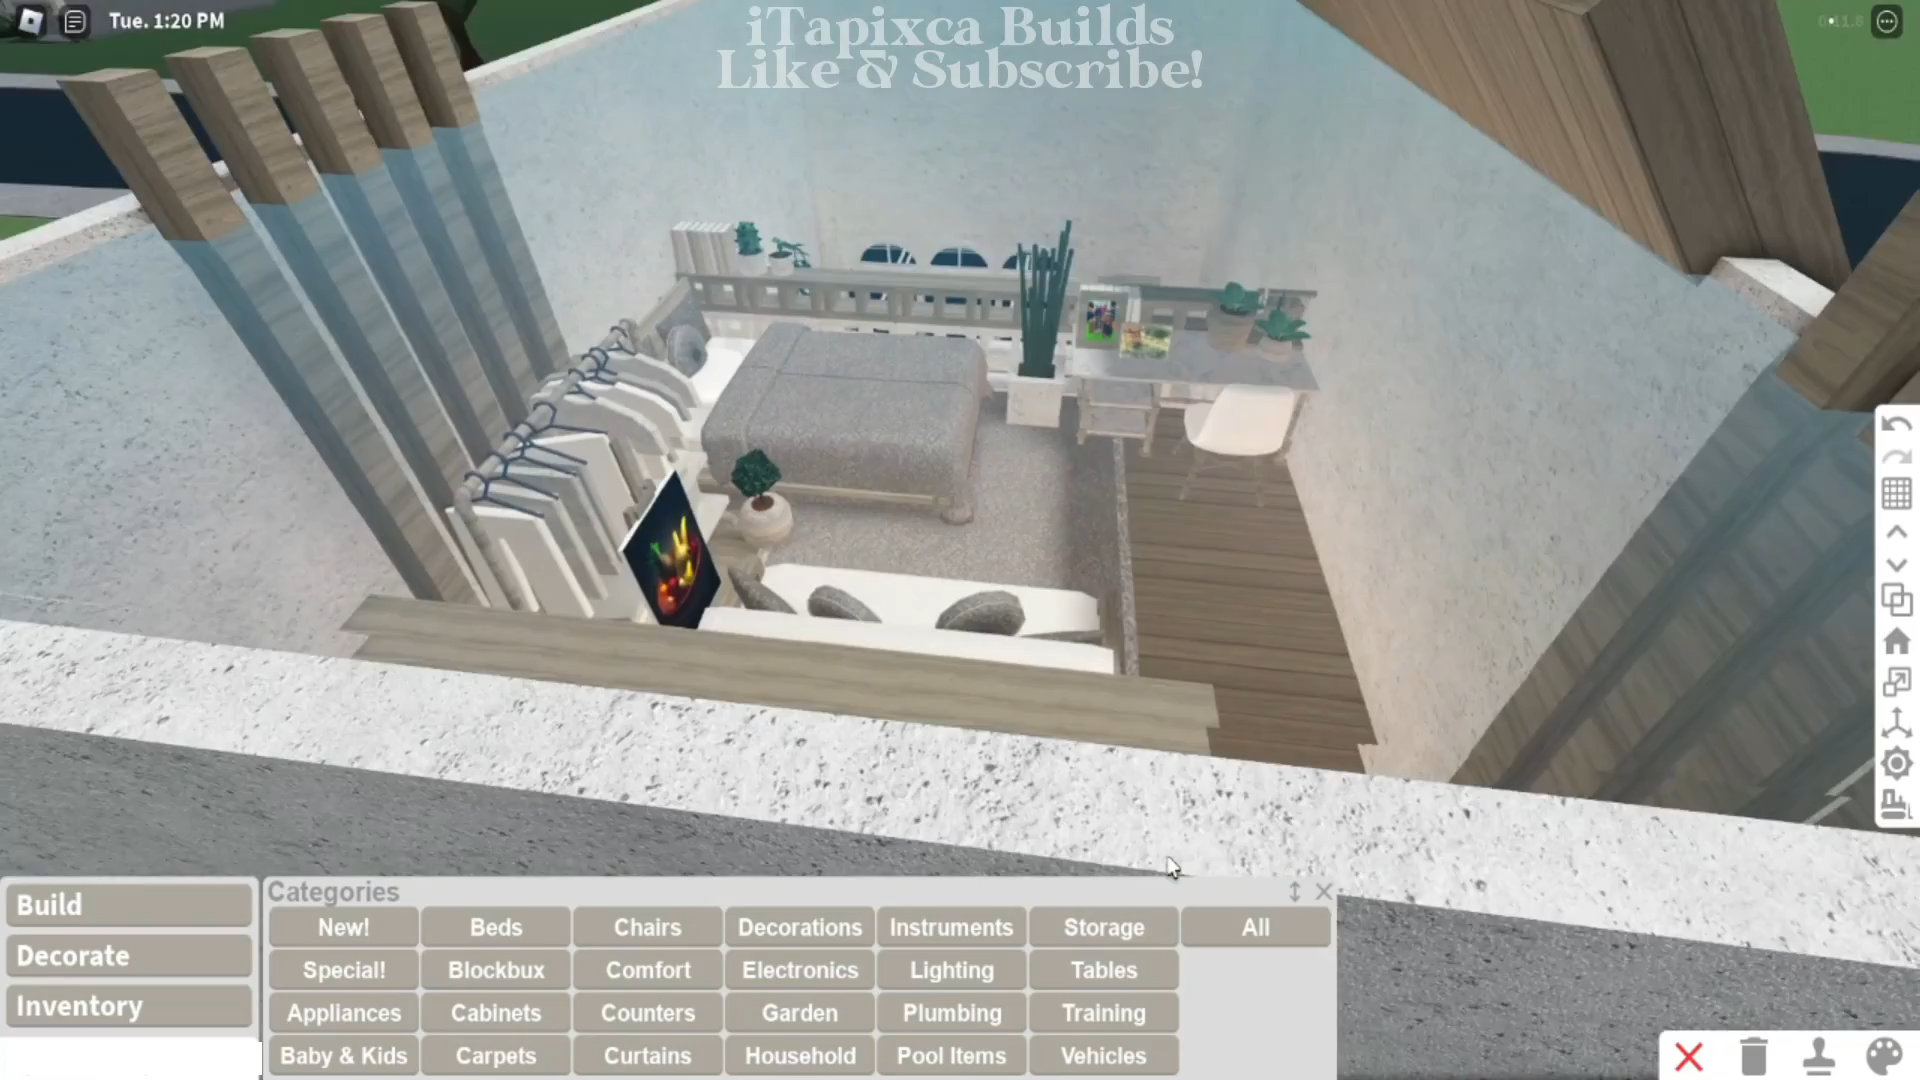 Tue. 1:20 PM
iTapixca Builds
Like & Subscribe!
Build
Decorate
Inventory
Categories
New!
Beds
Chairs
Decorations
Instruments
Storage
All
Special!
Blockbux
Comfort
Electronics
Lighting
Tables
Appliances
Cabinets
Counters
Garden
Plumbing
Training
Baby & Kids
Carpets
Curtains
Household
Pool Items
Vehicles